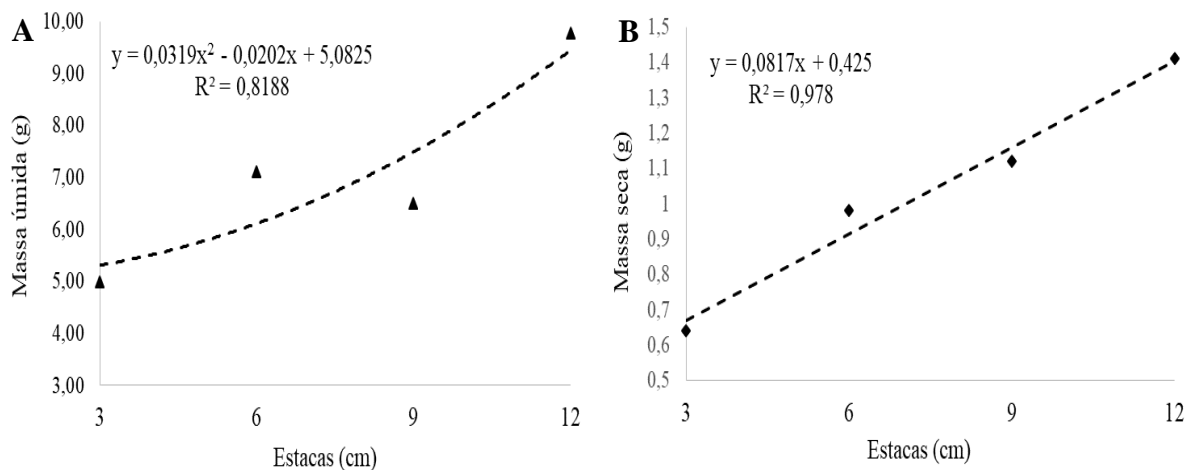 A
y = 0,0319x² - 0,0202x + 5,0825
R² = 0,8188
Massa úmida (g)
10,00
9,00
8,00
7,00
6,00
5,00
4,00
3,00
3 6 9 12
Estacas (cm)
B
y = 0,0817x + 0,425
R² = 0,978
Massa seca (g)
1,5
1,4
1,3
1,2
1,1
1
0,9
0,8
0,7
0,6
0,5
3 6 9 12
Estacas (cm)